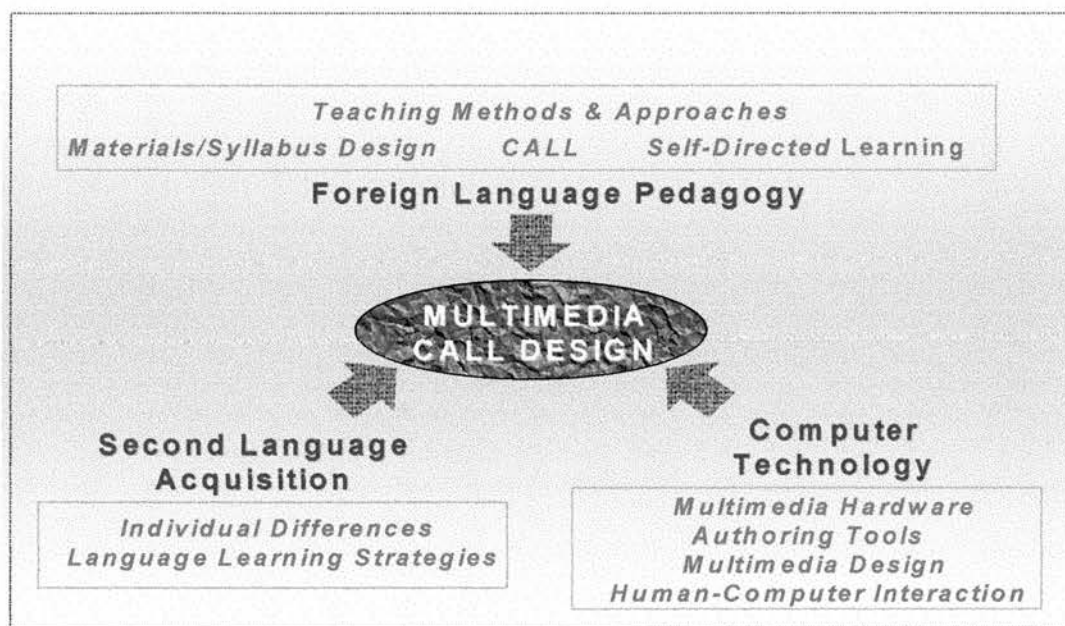 Teaching Methods & Approaches
Materials/Syllabus Design CALL Self-Directed Learning
Foreign Language Pedagogy
MULTIMEDIA
CALL DESIGN
Second Language
Acquisition
Individual Differences
Language Learning Strategies
Computer
Technology
Multimedia Hardware
Authoring Tools
Multimedia Design
Human-Computer Interaction